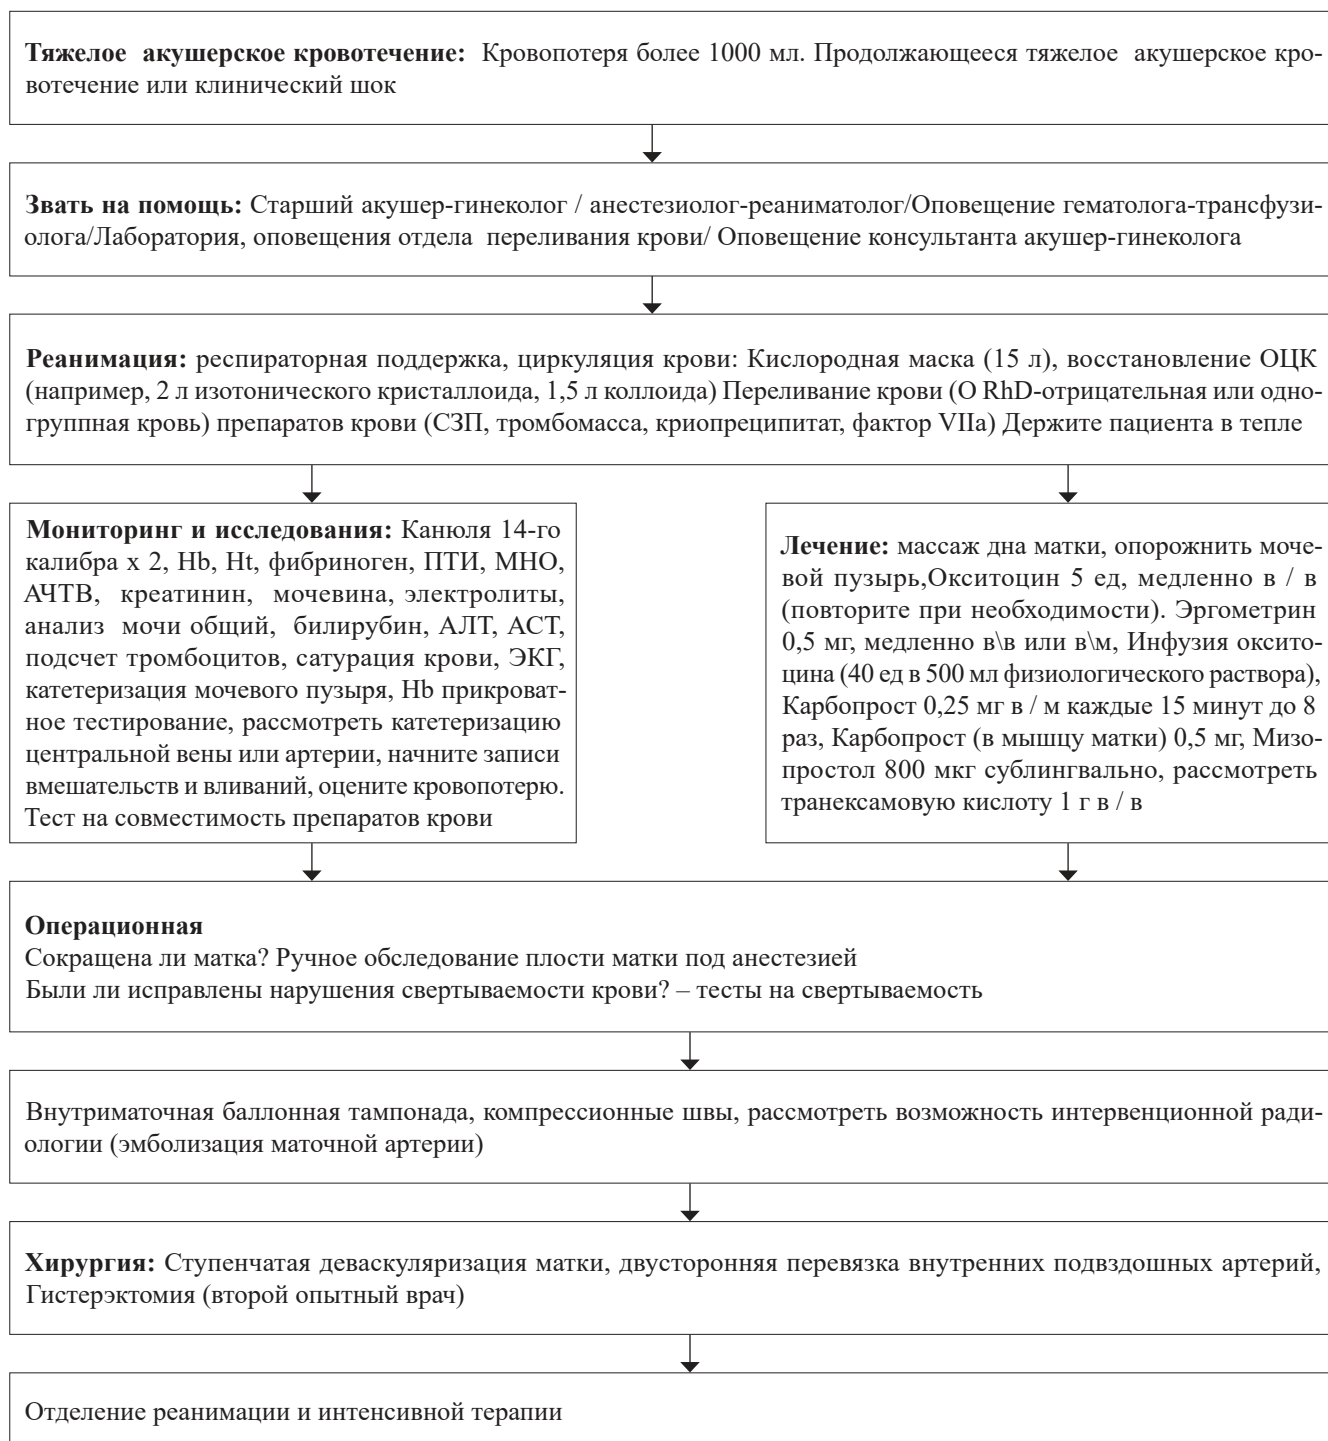 Тяжелое акушерское кровотечение: Кровопотеря более 1000 мл. Продолжающееся тяжелое акушерское кро-
вотечение или клинический шок
Звать на помощь: Старший акушер-гинеколог / анестезиолог-реаниматолог/Оповещение гематолога-трансфузи-
олога/Лаборатория, оповещения отдела переливания крови/ Оповещение консультанта акушер-гинеколога
Реанимация: респираторная поддержка, циркуляция крови: Кислородная маска (15 л), восстановление ОЦК
(например, 2 л изотонического кристаллоида, 1,5 л коллоида) Переливание крови (O RhD-отрицательная или одно-
группная кровь) препаратов крови (СЗП, тромбомасса, криопреципитат, фактор VIIa) Держите пациента в тепле
Мониторинг и исследования: Канюля 14-го
калибра x 2, Hb, Ht, фибриноген, ПТИ, МНО,
АЧТВ, креатинин, мочевина, электролиты,
анализ мочи общий, билирубин, АЛТ, АСТ,
подсчет тромбоцитов, сатурация крови, ЭКГ,
катетеризация мочевого пузыря, Hb прикроват-
ное тестирование, рассмотреть катетеризацию
центральной вены или артерии, начните записи
вмешательств и вливаний, оцените кровопотерю.
Тест на совместимость препаратов крови
Лечение: массаж дна матки, опорожнить моче-
вой пузырь,Окситоцин 5 ед, медленно в / в
(повторите при необходимости). Эргометрин
0,5 мг, медленно в\в или в\м, Инфузия оксито-
цина (40 ед в 500 мл физиологического раствора),
Карбопрост 0,25 мг в / м каждые 15 минут до 8
раз, Карбопрост (в мышцу матки) 0,5 мг, Мизо-
простол 800 мкг сублингвально, рассмотреть
транексамовую кислоту 1 г в / в
Операционная
Сокращена ли матка? Ручное обследование плости матки под анестезией
Были ли исправлены нарушения свертываемости крови? – тесты на свертываемость
Внутриматочная баллонная тампонада, компрессионные швы, рассмотреть возможность интервенционной ради-
ологии (эмболизация маточной артерии)
Хирургия: Ступенчатая деваскуляризация матки, двусторонняя перевязка внутренних подвздошных артерий,
Гистерэктомия (второй опытный врач)
Отделение реанимации и интенсивной терапии